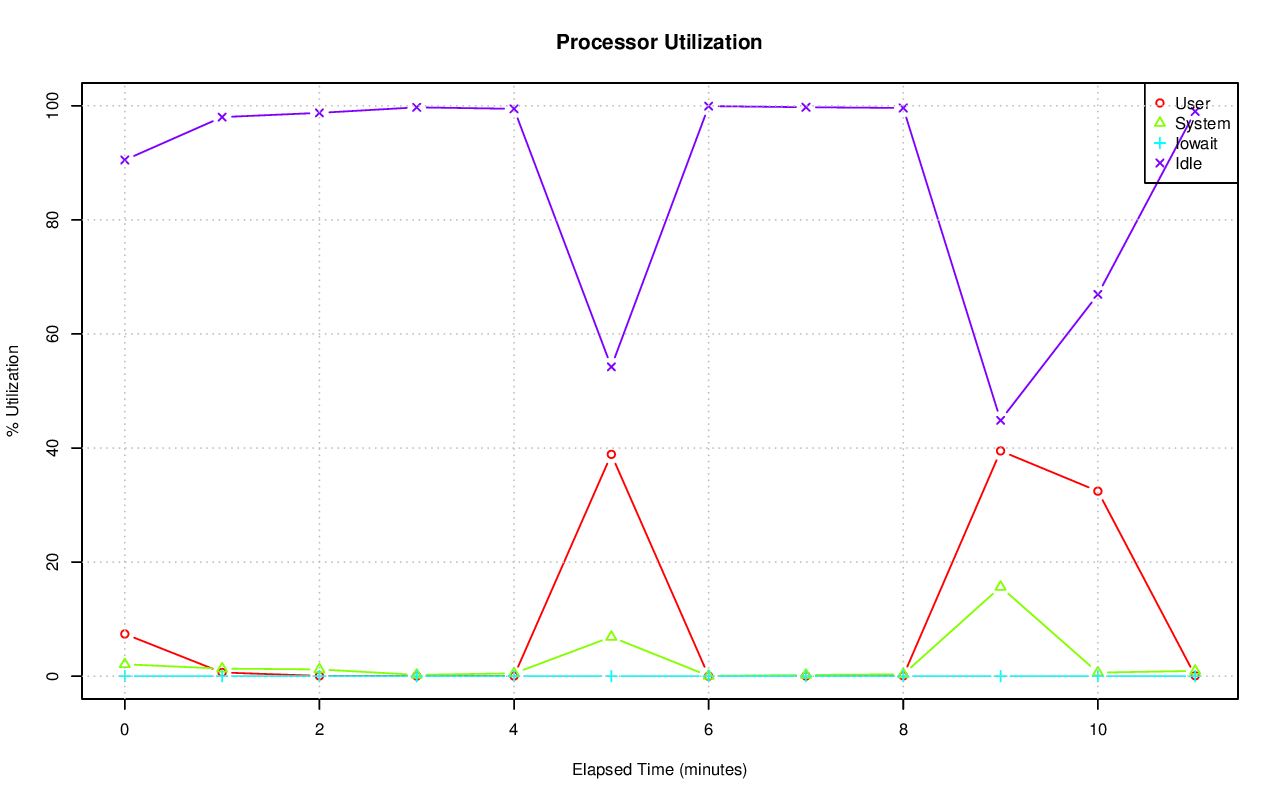 Processor Utilization
100
80
60
40
20
0
% Utilization
User
System
Iowait
Idle
0 2 4 6 8 10
Elapsed Time (minutes)